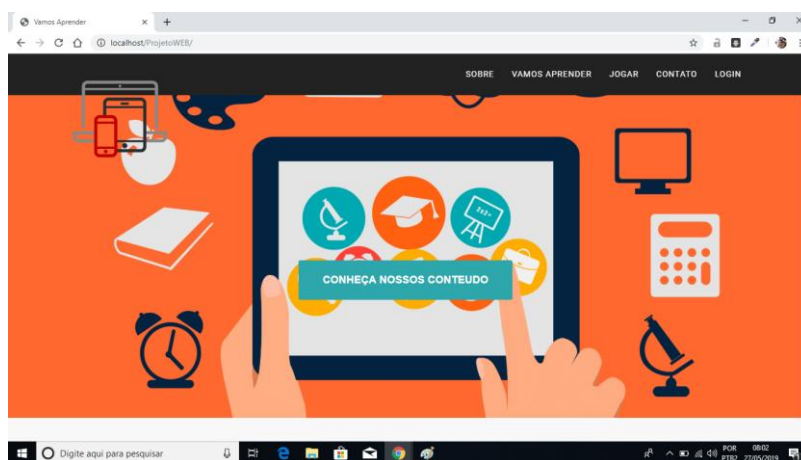 Vamos Aprender
localhost/ProjetoWEB/
SOBRE VAMOS APRENDER JOGAR CONTATO LOGIN
2x2=
CONHEÇA NOSSOS CONTEUDO
Digite aqui para pesquisar
POR 08:02
PTB2 27/05/2019